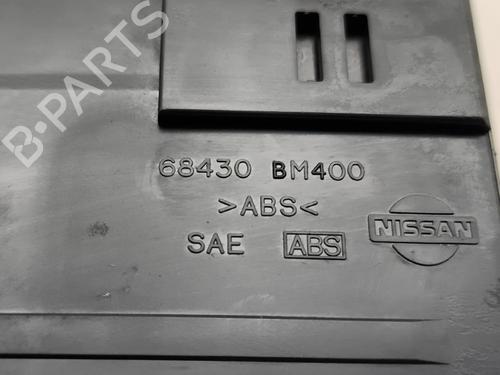 B-PARTS
68430 BM400
>ABS<
SAE ABS NISSAN